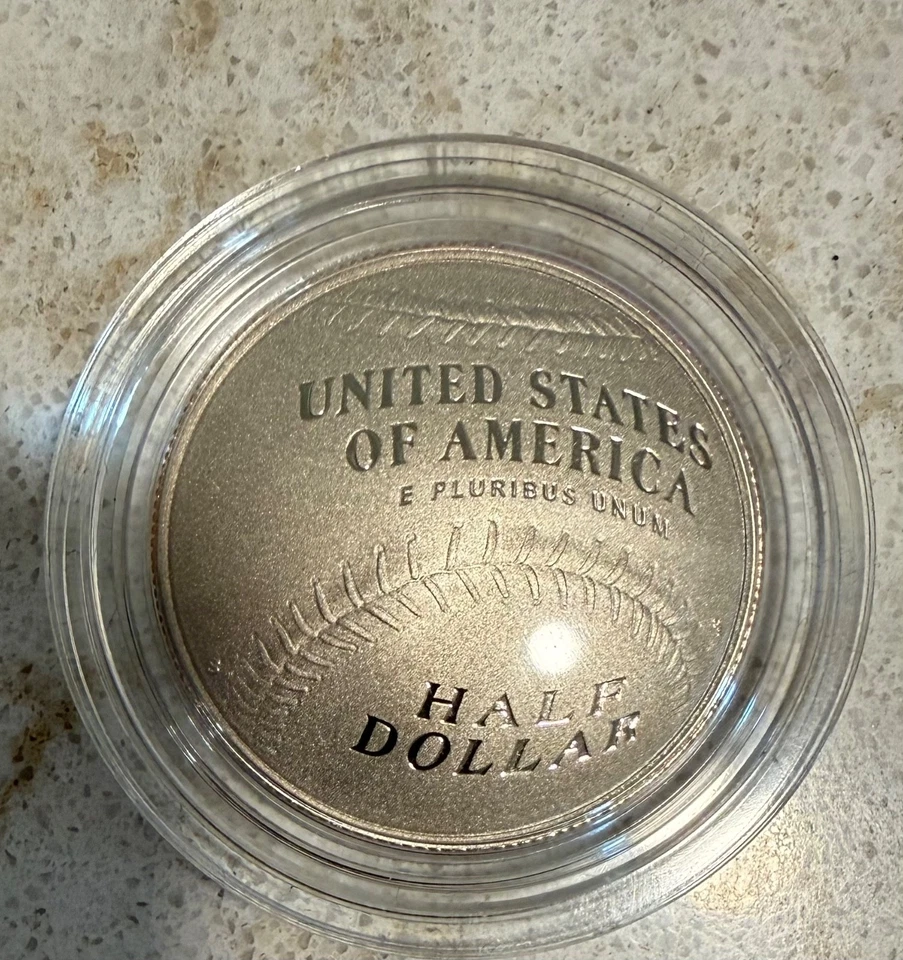 UNITED STATES
OF AMERICA
E PLURIBUS UNUM
HALF
DOLLAR